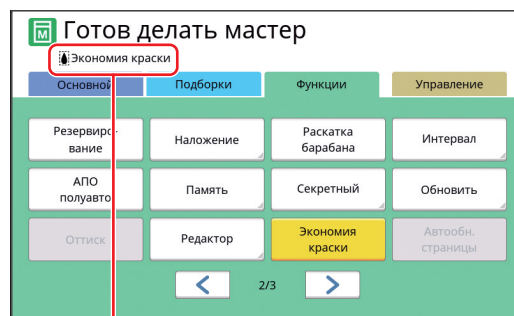 Готов делать мастер
Экономия краски
Основной Подборки Функции Управление
Резервиро-
вание
Наложение
Раскатка
барабана
Интервал
АПО
полуавто
Память
Секретный
Обновить
Оттиск
Редактор
Экономия
краски
Автообн.
страницы
2/3